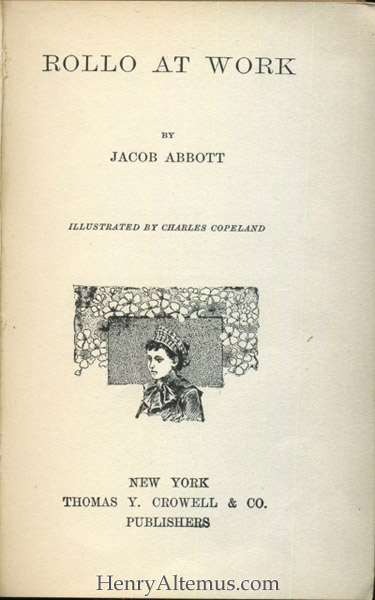 ROLLO AT WORK
BY
JACOB ABBOTT
ILLUSTRATED BY CHARLES COPELAND
NEW YORK
THOMAS Y. CROWELL & CO.
PUBLISHERS
HenryAltemus.com